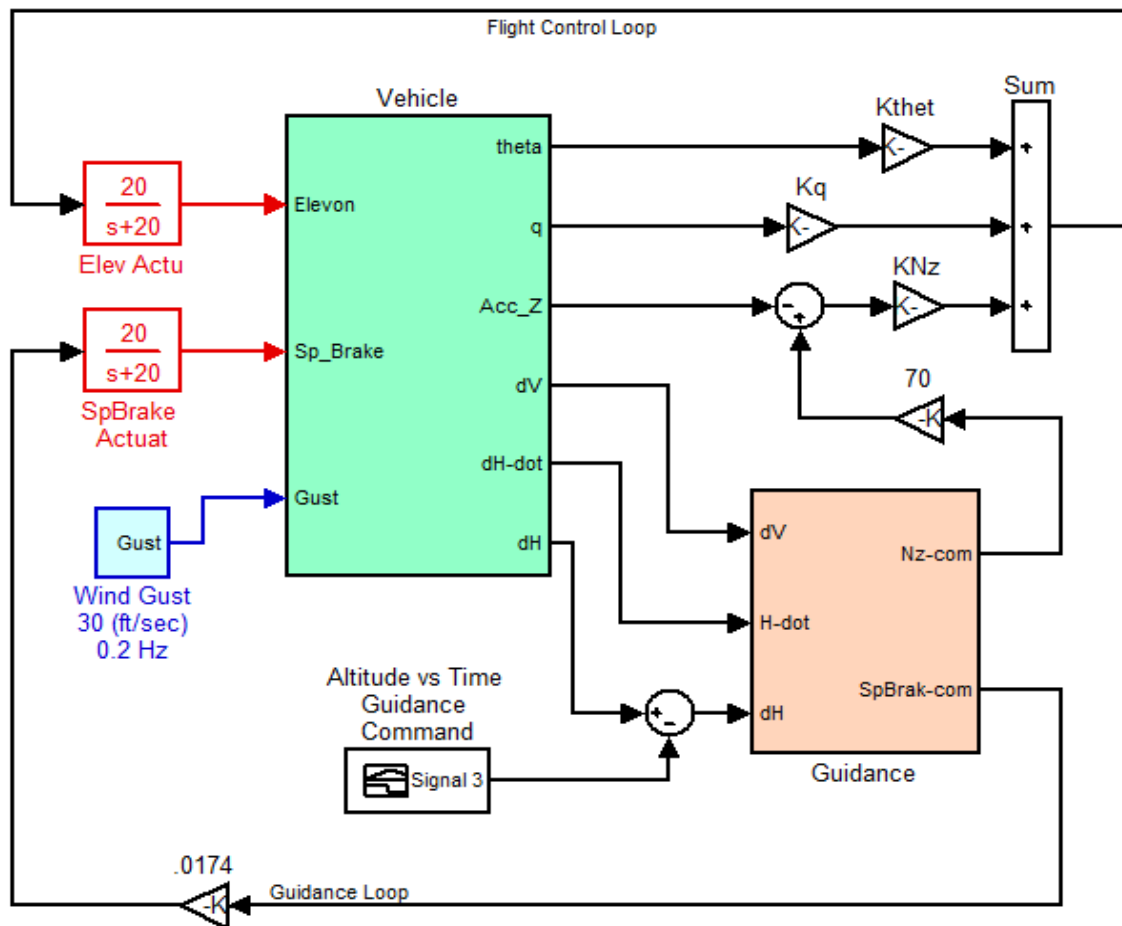 Flight Control Loop
Vehicle
Sum
Kthet
theta
K-
+
20
s+20
Elev Actu
Elevon
Kq
q
K-
+
KNz
Acc_Z
-
+
K-
+
20
s+20
SpBrake
Actuat
Sp_Brake
dV
70
-K
dH-dot
Gust
dH
Gust
Wind Gust
30 (ft/sec)
0.2 Hz
dV
Nz-com
H-dot
SpBrak-com
dH
Guidance
Altitude vs Time
Guidance
Command
+
-
Signal 3
.0174
-K
Guidance Loop